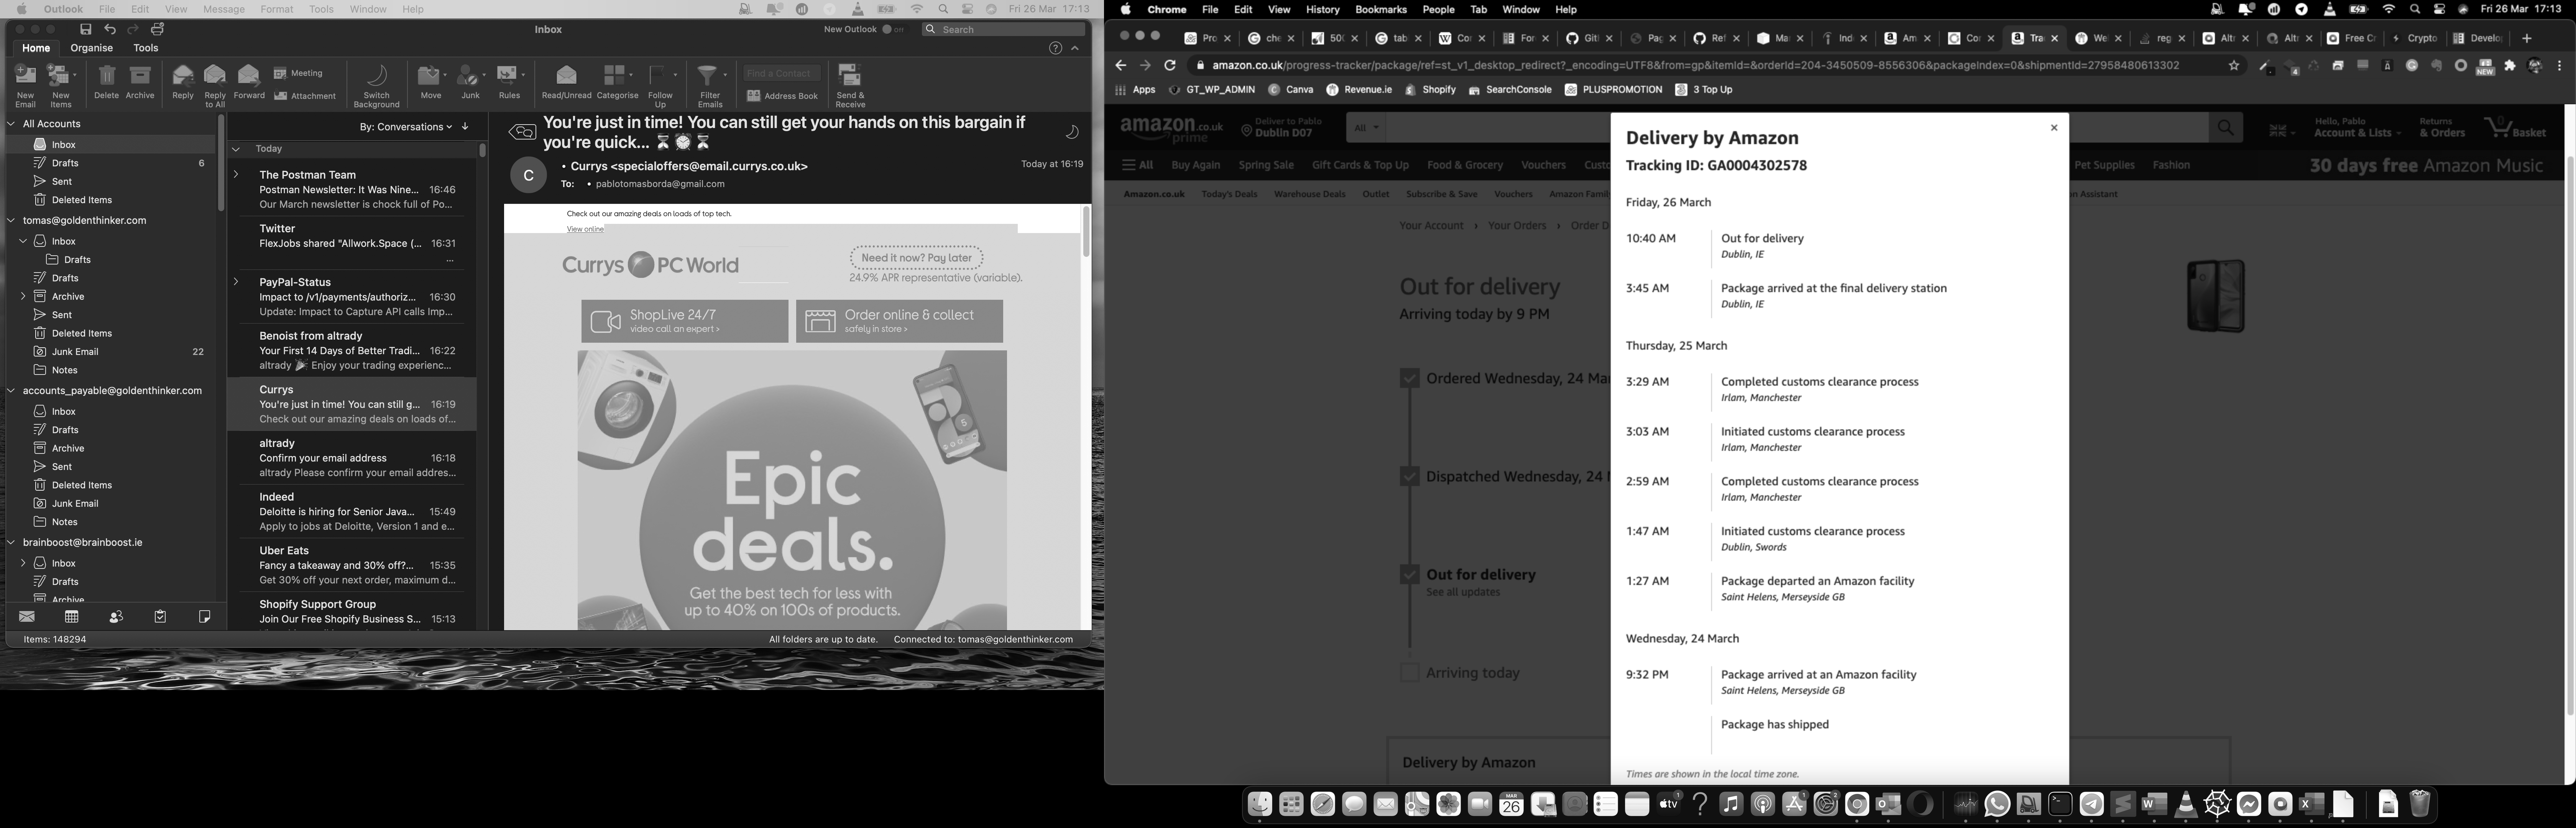 Outlook File Edit View Message Format Tools Window Help
Fri 26 Mar 17:13
Inbox
New Outlook
Search
Home Organise Tools
New Email
New Items
Delete
Archive
Reply
Reply to All
Forward
Meeting
Attachment
Switch Background
Move
Junk
Rules
Read/Unread
Categorise
Follow Up
Filter Emails
Find a Contact
Address Book
Send & Receive
All Accounts
Inbox
Drafts 6
Sent
Deleted Items
tomas@goldenthinker.com
Inbox
Drafts
Drafts
Archive
Sent
Deleted Items
Junk Email 22
Notes
accounts_payable@goldenthinker.com
Inbox
Drafts
Archive
Sent
Deleted Items
Junk Email
Notes
brainboost@brainboost.ie
Inbox
Drafts
Archive
Items: 148294
By: Conversations
Today
The Postman Team
Postman Newsletter: It Was Nine... 16:46
Our March newsletter is chock full of Po...
Twitter
FlexJobs shared "Allwork.Space (... 16:31
...
PayPal-Status
Impact to /v1/payments/authoriz... 16:30
Update: Impact to Capture API calls Imp...
Benoist from altrady
Your First 14 Days of Better Tradi... 16:22
altrady 🎉 Enjoy your trading experienc...
Currys
You're just in time! You can still g... 16:19
Check out our amazing deals on loads of...
altrady
Confirm your email address 16:18
altrady Please confirm your email addres...
Indeed
Deloitte is hiring for Senior Java... 15:49
Apply to jobs at Deloitte, Version 1 and e...
Uber Eats
Fancy a takeaway and 30% off?... 15:35
Get 30% off your next order, maximum d...
Shopify Support Group
Join Our Free Shopify Business S... 15:13
You're just in time! You can still get your hands on this bargain if
you're quick... ⏳⏰⏳
C
• Currys <specialoffers@email.currys.co.uk>
Today at 16:19
To: • pablotomasborda@gmail.com
Check out our amazing deals on loads of top tech.
View online
Currys PC World
Need it now? Pay later
24.9% APR representative (variable).
ShopLive 24/7
video call an expert >
Order online & collect
safely in store >
Epic
deals.
Get the best tech for less with
up to 40% on 100s of products.
All folders are up to date. Connected to: tomas@goldenthinker.com
Chrome File Edit View History Bookmarks People Tab Window Help
Fri 26 Mar 17:13
Pro che 50( tab Cor For Git Pag Ref Ma Ind Am Cor Tra We reg Altr Altr Free C Crypto Develo
amazon.co.uk/progress-tracker/package/ref=st_v1_desktop_redirect?_encoding=UTF8&from=gp&itemId=&orderId=204-3450509-8556306&packageIndex=0&shipmentId=27958480613302
Apps GT_WP_ADMIN Canva Revenue.ie Shopify SearchConsole PLUSPROMOTION 3 Top Up
amazon.co.uk
prime
Deliver to Pablo
Dublin D07
All
Hello, Pablo
Account & Lists
Returns
& Orders
Basket
All Buy Again Spring Sale Gift Cards & Top Up Food & Grocery Vouchers Custo Pet Supplies Fashion
30 days free Amazon Music
Amazon.co.uk Today's Deals Warehouse Deals Outlet Subscribe & Save Vouchers Amazon Famil n Assistant
Your Account › Your Orders › Order D
Out for delivery
Arriving today by 9 PM
Ordered Wednesday, 24 Mar
Dispatched Wednesday, 24 M
Out for delivery
See all updates
Arriving today
Delivery by Amazon
Delivery by Amazon
Tracking ID: GA0004302578
Friday, 26 March
10:40 AM Out for delivery
Dublin, IE
3:45 AM Package arrived at the final delivery station
Dublin, IE
Thursday, 25 March
3:29 AM Completed customs clearance process
Irlam, Manchester
3:03 AM Initiated customs clearance process
Irlam, Manchester
2:59 AM Completed customs clearance process
Irlam, Manchester
1:47 AM Initiated customs clearance process
Dublin, Swords
1:27 AM Package departed an Amazon facility
Saint Helens, Merseyside GB
Wednesday, 24 March
9:32 PM Package arrived at an Amazon facility
Saint Helens, Merseyside GB
Package has shipped
Times are shown in the local time zone.
MAR
26
tv